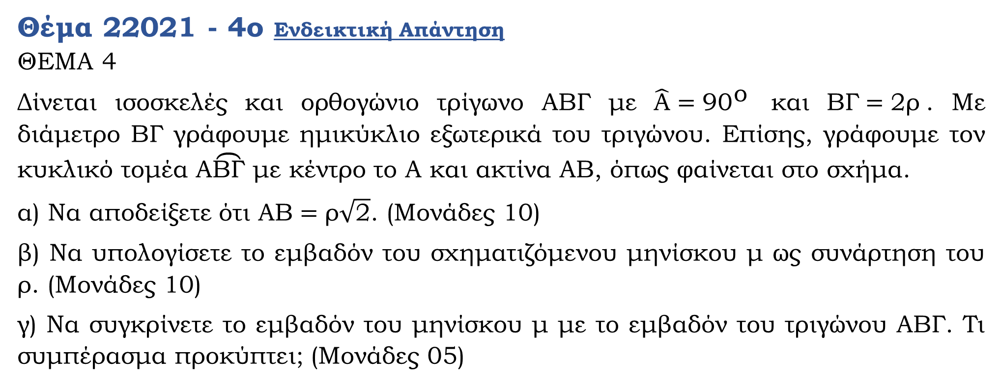 Θέμα 22021 - 4ο Ενδεικτική Απάντηση
ΘΕΜΑ 4
Δίνεται ισοσκελές και ορθογώνιο τρίγωνο ΑΒΓ με Â = 90° και ΒΓ = 2ρ . Με
διάμετρο ΒΓ γράφουμε ημικύκλιο εξωτερικά του τριγώνου. Επίσης, γράφουμε τον
κυκλικό τομέα Α⁀ΒΓ με κέντρο το Α και ακτίνα ΑΒ, όπως φαίνεται στο σχήμα.
α) Να αποδείξετε ότι ΑΒ = ρ√2. (Μονάδες 10)
β) Να υπολογίσετε το εμβαδόν του σχηματιζόμενου μηνίσκου μ ως συνάρτηση του
ρ. (Μονάδες 10)
γ) Να συγκρίνετε το εμβαδόν του μηνίσκου μ με το εμβαδόν του τριγώνου ΑΒΓ. Τι
συμπέρασμα προκύπτει; (Μονάδες 05)